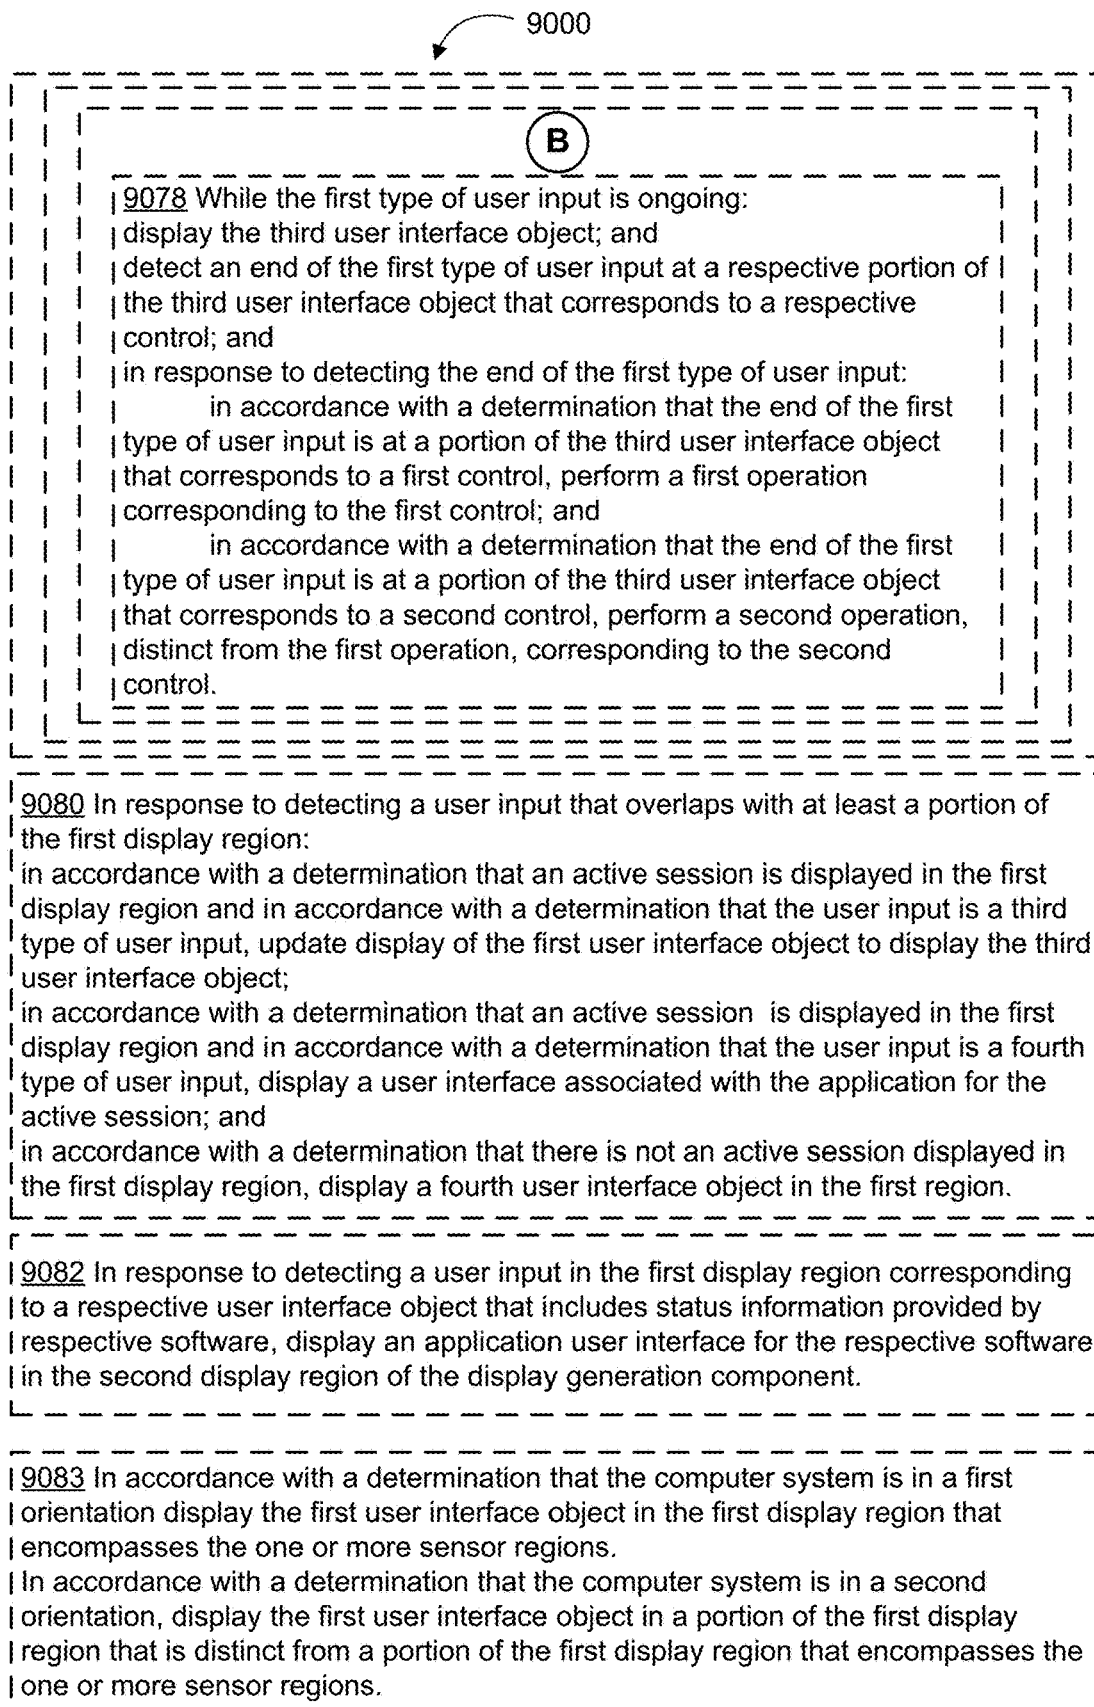 9000
B
9078 While the first type of user input is ongoing:
display the third user interface object; and
detect an end of the first type of user input at a respective portion of
the third user interface object that corresponds to a respective
control; and
in response to detecting the end of the first type of user input:
in accordance with a determination that the end of the first
type of user input is at a portion of the third user interface object
that corresponds to a first control, perform a first operation
corresponding to the first control; and
in accordance with a determination that the end of the first
type of user input is at a portion of the third user interface object
that corresponds to a second control, perform a second operation,
distinct from the first operation, corresponding to the second
control.
9080 In response to detecting a user input that overlaps with at least a portion of
the first display region:
in accordance with a determination that an active session is displayed in the first
display region and in accordance with a determination that the user input is a third
type of user input, update display of the first user interface object to display the third
user interface object;
in accordance with a determination that an active session is displayed in the first
display region and in accordance with a determination that the user input is a fourth
type of user input, display a user interface associated with the application for the
active session; and
in accordance with a determination that there is not an active session displayed in
the first display region, display a fourth user interface object in the first region.
9082 In response to detecting a user input in the first display region corresponding
to a respective user interface object that includes status information provided by
respective software, display an application user interface for the respective software
in the second display region of the display generation component.
9083 In accordance with a determination that the computer system is in a first
orientation display the first user interface object in the first display region that
encompasses the one or more sensor regions.
In accordance with a determination that the computer system is in a second
orientation, display the first user interface object in a portion of the first display
region that is distinct from a portion of the first display region that encompasses the
one or more sensor regions.